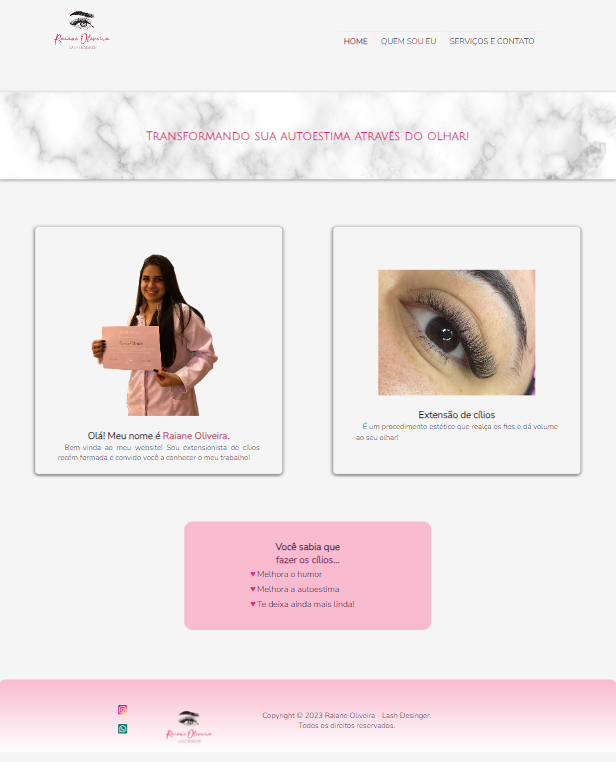 Raiane Oliveira
LASH DESIGNER
HOME QUEM SOU EU SERVIÇOS E CONTATO
Transformando sua autoestima através do olhar!
Olá! Meu nome é Raiane Oliveira.
Bem vinda ao meu website! Sou extensionista de cílios
recém formada e convido você a conhecer o meu trabalho!
Extensão de cílios
É um procedimento estético que realça os fios e dá volume
ao seu olhar!
Você sabia que
fazer os cílios...
♥ Melhora o humor
♥ Melhora a autoestima
♥ Te deixa ainda mais linda!
Raiane Oliveira
LASH DESIGNER
Copyright © 2023 Raiane Oliveira - Lash Desinger.
Todos os direitos reservados.